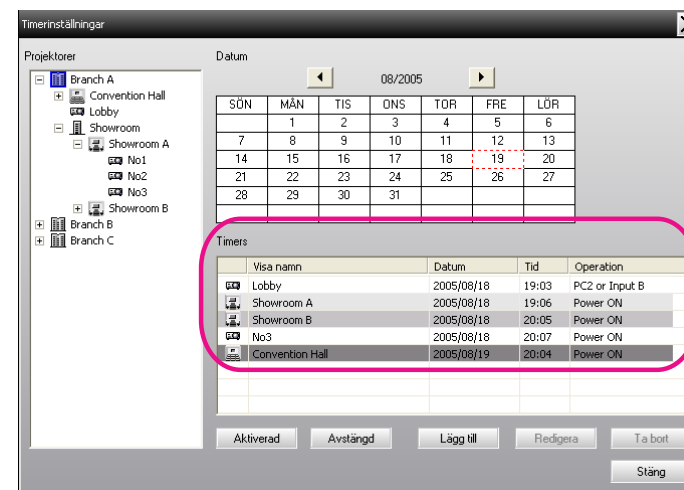 Timerinställningar
Projektorer
Branch A
Convention Hall
Lobby
Showroom
Showroom A
No1
No2
No3
Showroom B
Branch B
Branch C
Datum
08/2005
SÖN MÅN TIS ONS TOR FRE LÖR
1 2 3 4 5 6
7 8 9 10 11 12 13
14 15 16 17 18 19 20
21 22 23 24 25 26 27
28 29 30 31
Timers
Visa namn Datum Tid Operation
Lobby 2005/08/18 19:03 PC2 or Input B
Showroom A 2005/08/18 19:06 Power ON
Showroom B 2005/08/18 20:05 Power ON
No3 2005/08/18 20:07 Power ON
Convention Hall 2005/08/19 20:04 Power ON
Aktiverad Avstängd Lägg till Redigera Ta bort
Stäng